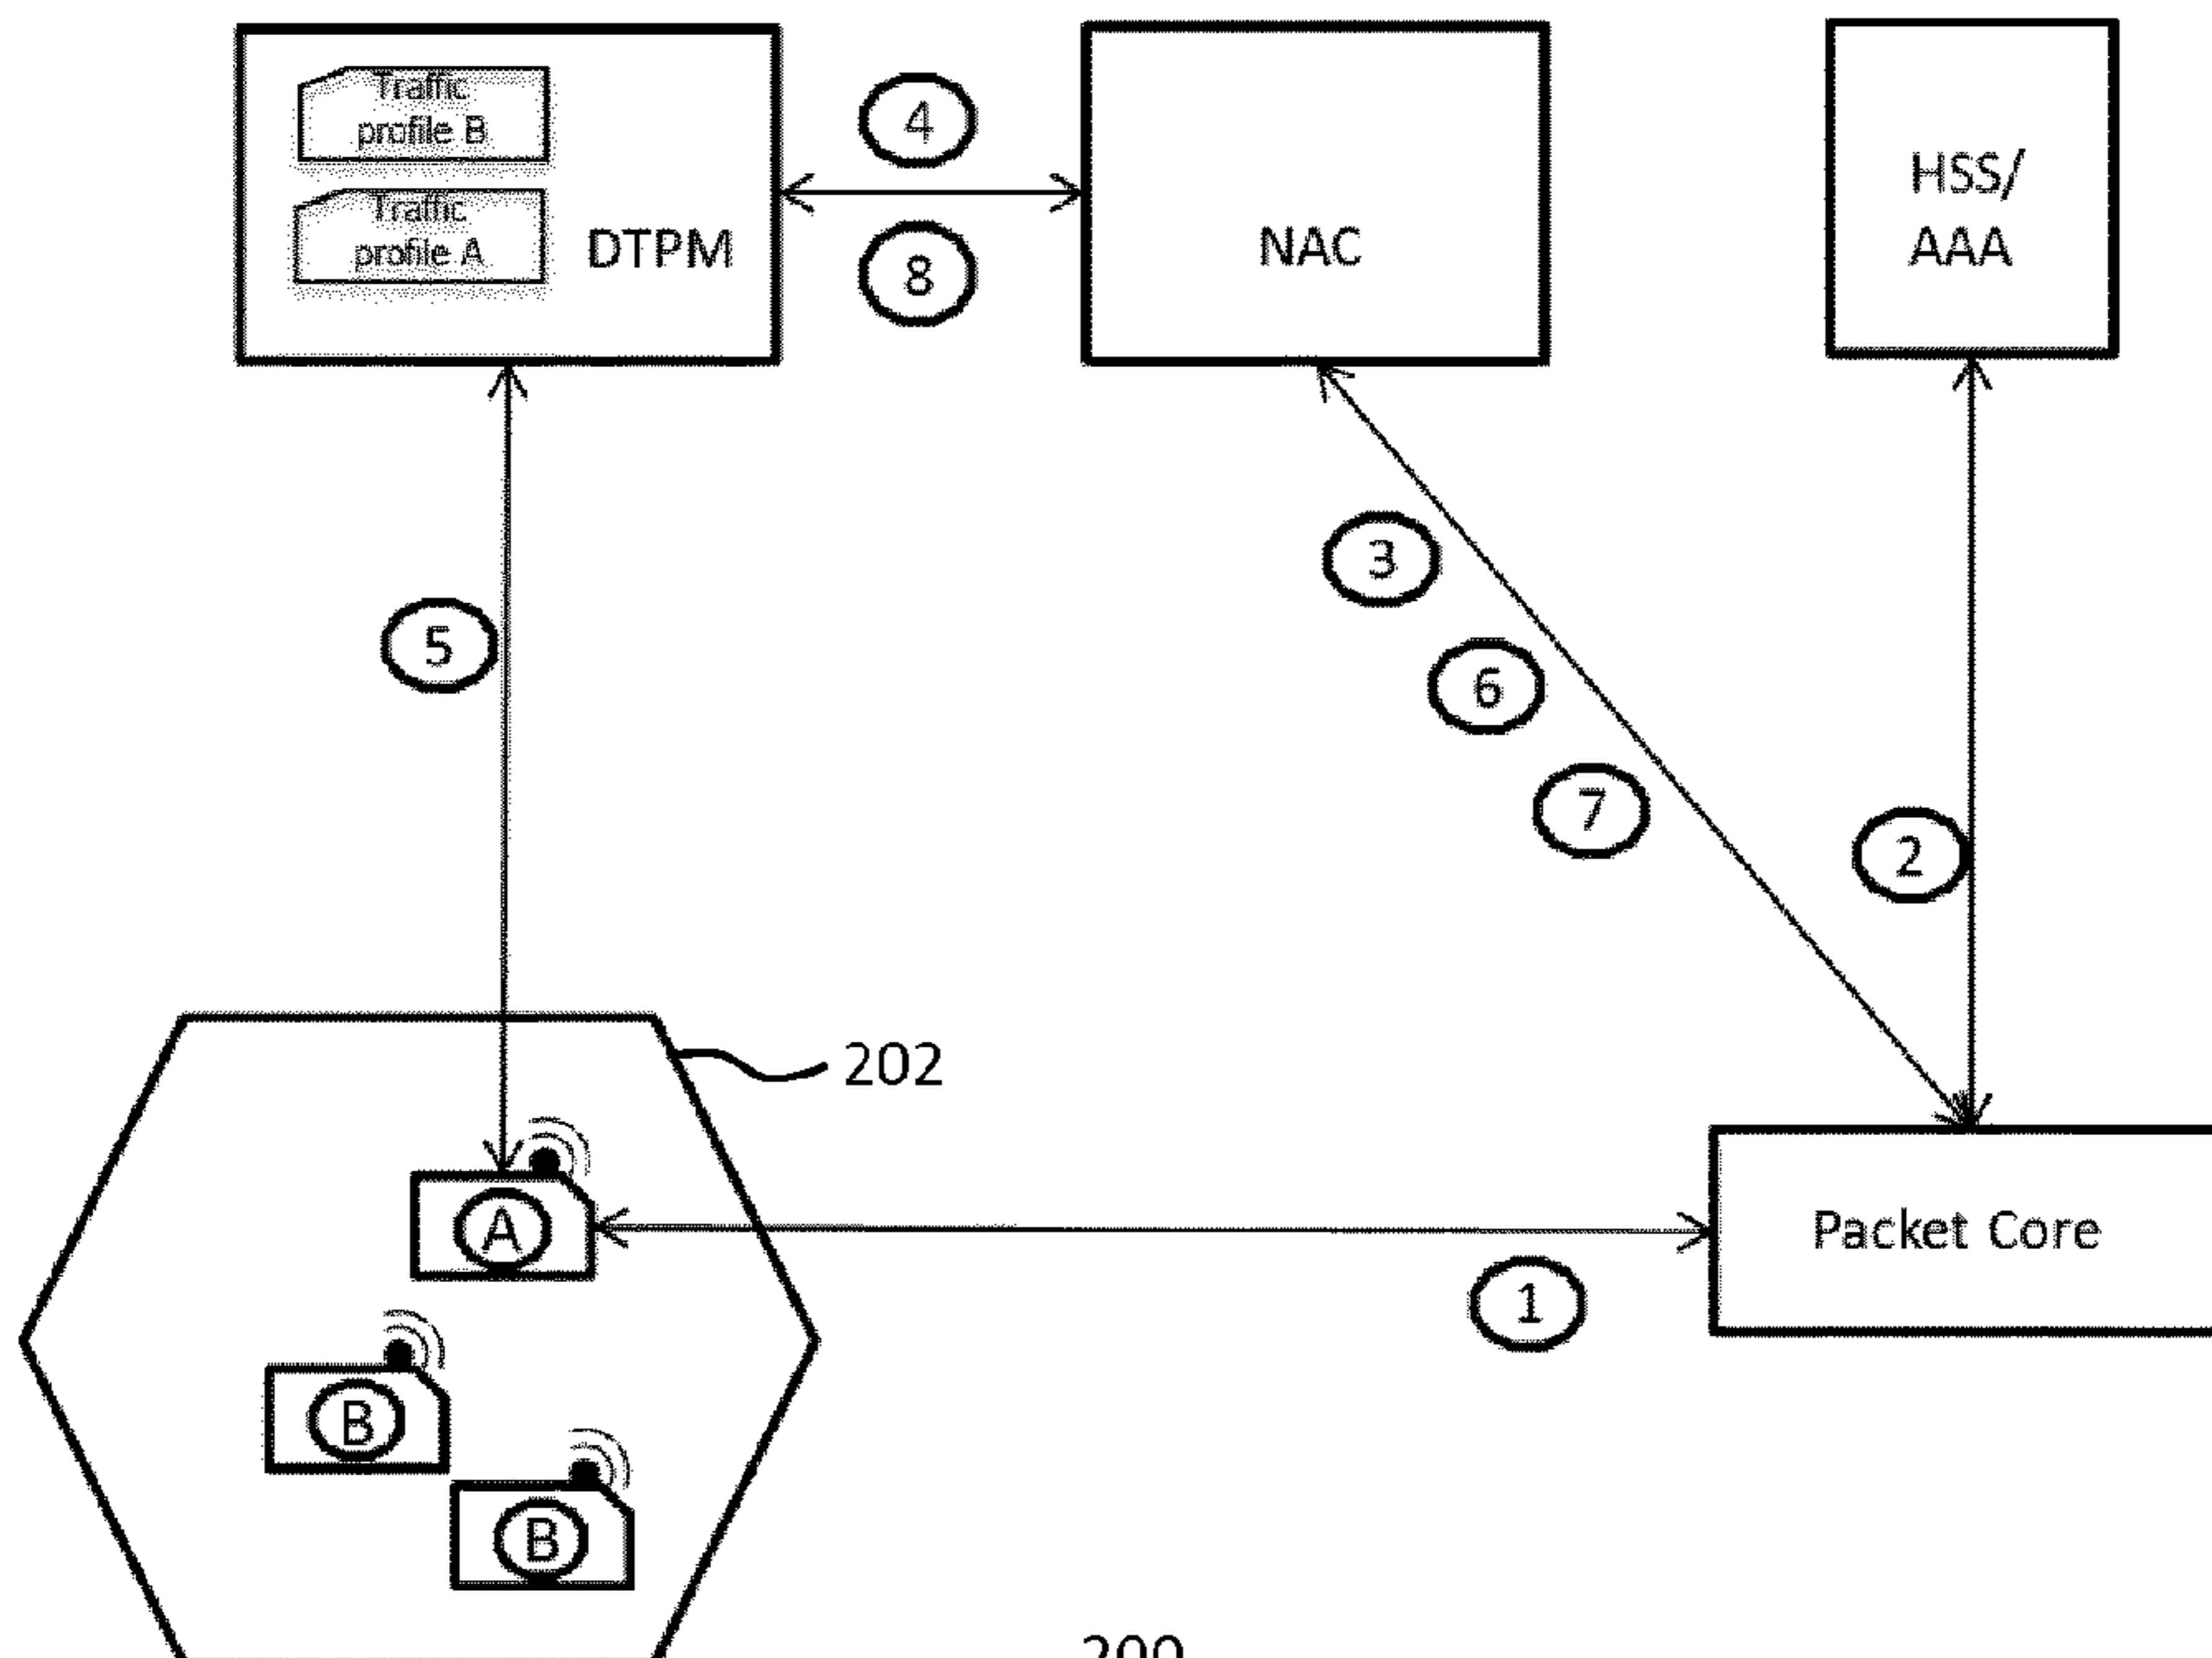 Traffic
profile B
Traffic
profile A
DTPM
4
8
NAC
HSS/
AAA
3
5
6
7
2
202
A
Packet Core
1
B
B
200